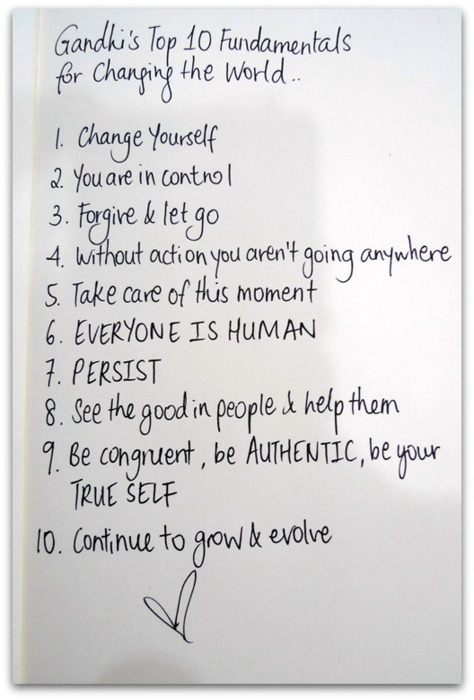 Gandhi's Top 10 Fundamentals
for Changing the World..
1. Change Yourself
2. You are in control
3. Forgive & let go
4. Without action you aren't going anywhere
5. Take care of this moment
6. EVERYONE IS HUMAN
7. PERSIST
8. See the good in people & help them
9. Be congruent, be AUTHENTIC, be your
TRUE SELF
10. Continue to grow & evolve